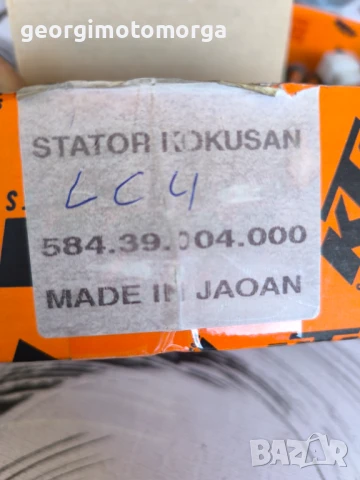 georgimotomorga
STATOR KOKUSAN
LC4
584.39.004.000
MADE IN JAOAN
BAZAR